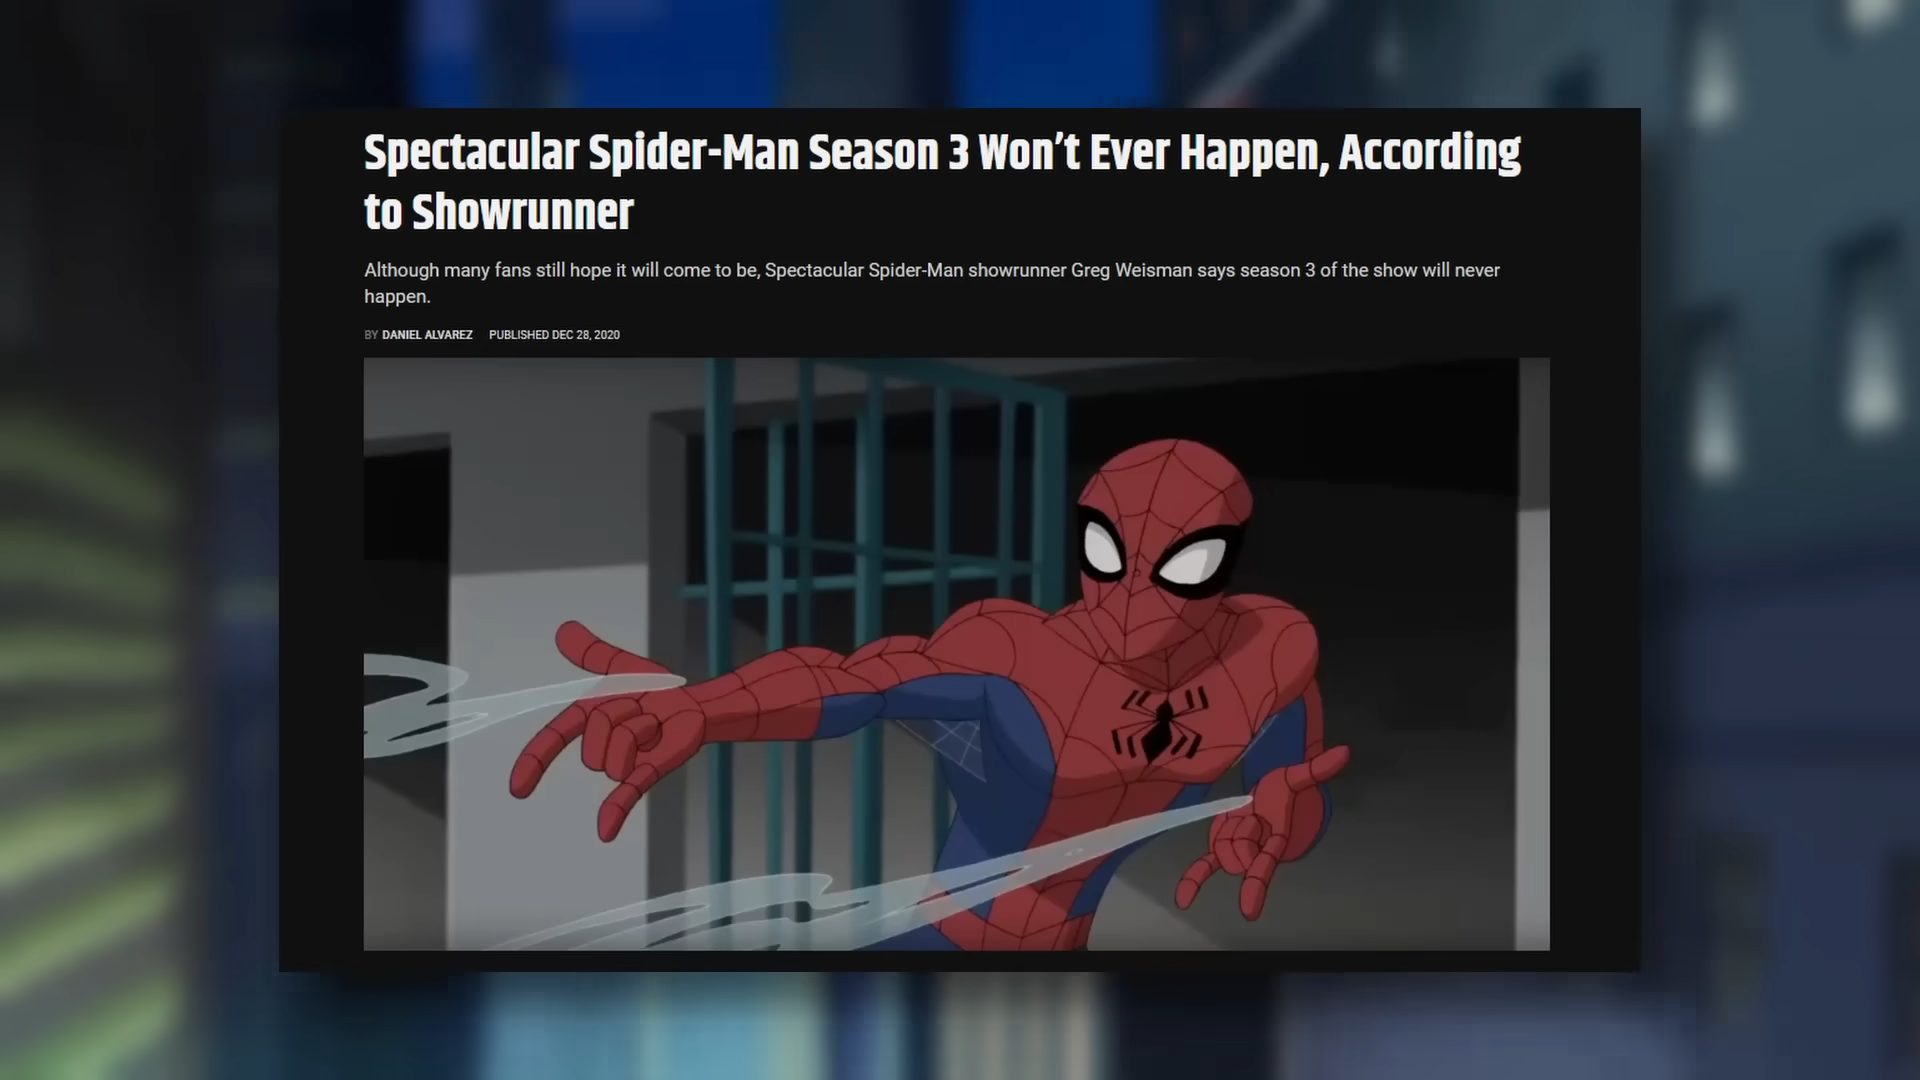 Spectacular Spider-Man Season 3 Won’t Ever Happen, According
to Showrunner
Although many fans still hope it will come to be, Spectacular Spider-Man showrunner Greg Weisman says season 3 of the show will never
happen.
BY DANIEL ALVAREZ PUBLISHED DEC 28, 2020